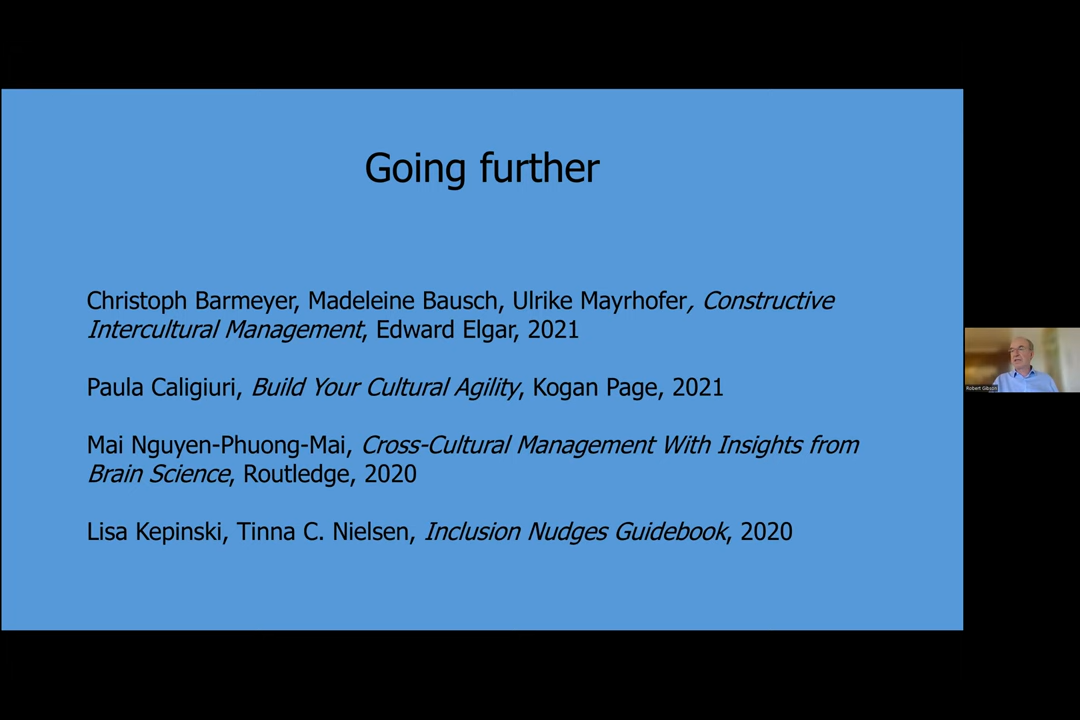 Going further
Christoph Barmeyer, Madeleine Bausch, Ulrike Mayrhofer, Constructive
Intercultural Management, Edward Elgar, 2021
Paula Caligiuri, Build Your Cultural Agility, Kogan Page, 2021
Mai Nguyen-Phuong-Mai, Cross-Cultural Management With Insights from
Brain Science, Routledge, 2020
Lisa Kepinski, Tinna C. Nielsen, Inclusion Nudges Guidebook, 2020
Robert Gibson